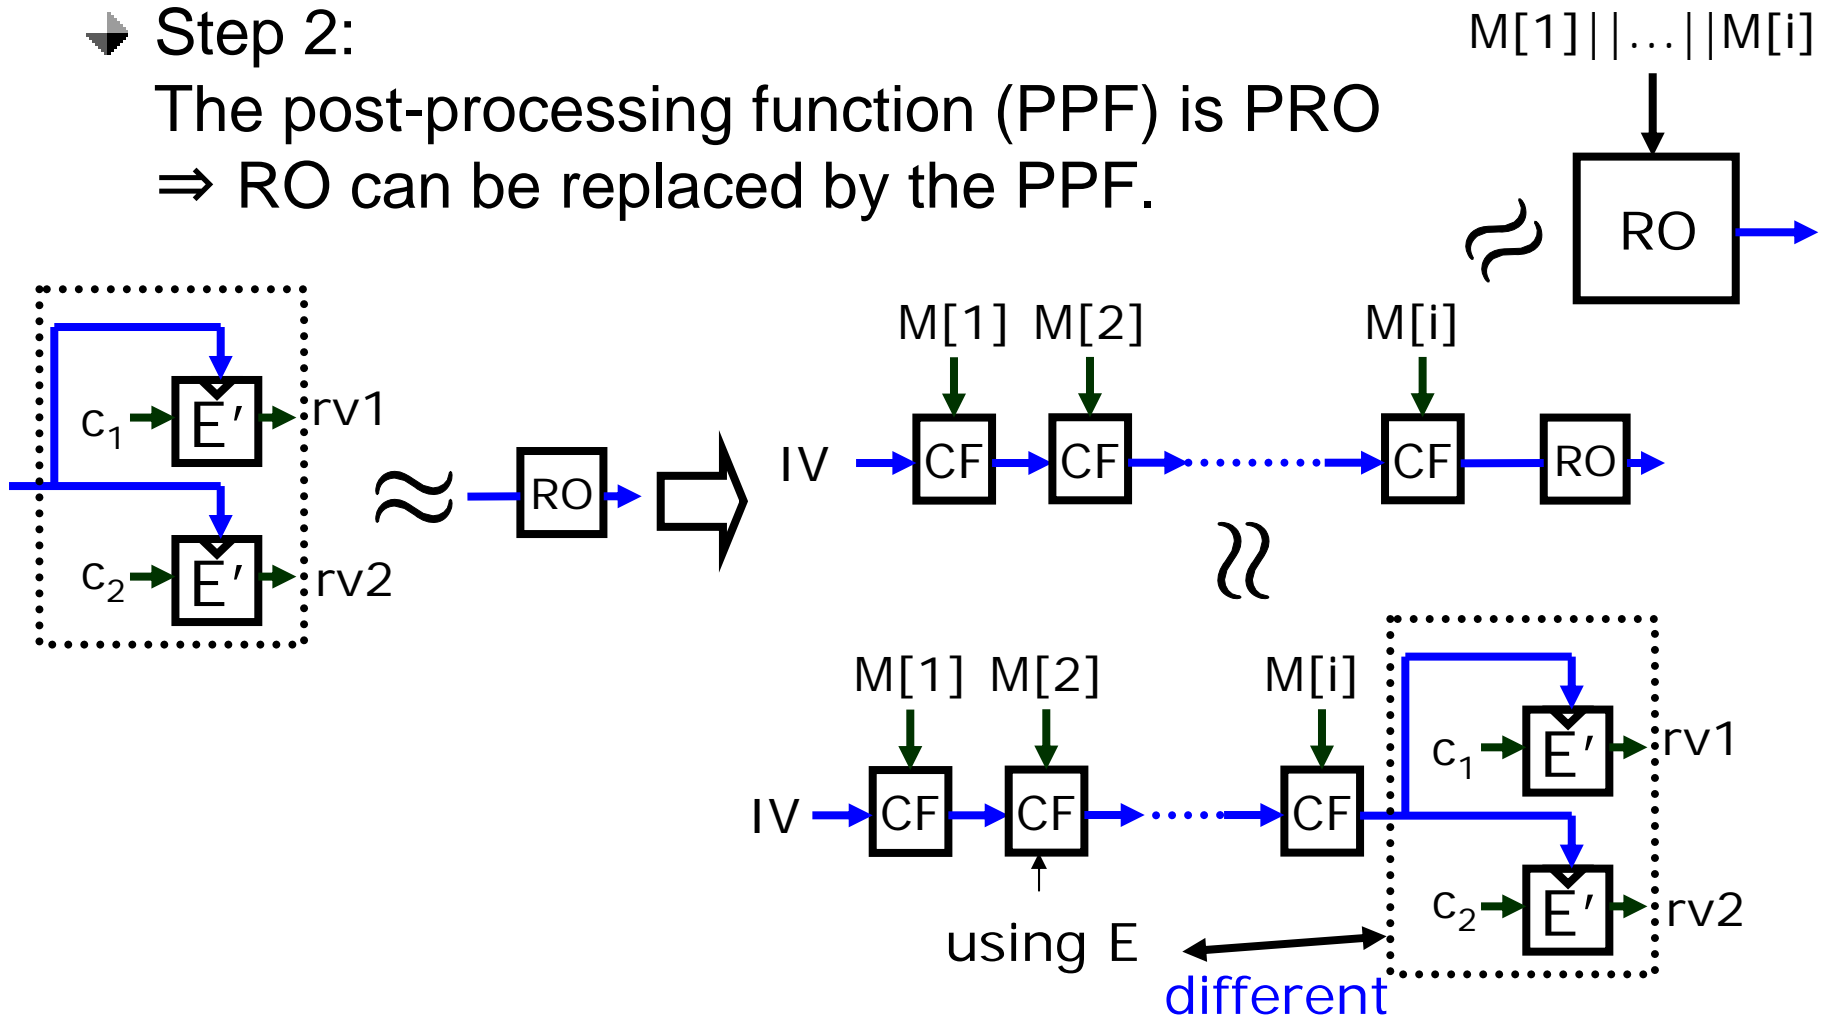 Step 2:
The post-processing function (PPF) is PRO
⇒ RO can be replaced by the PPF.
M[1]||...||M[i]
RO
c1 E′ rv1
c2 E′ rv2
RO
M[1] M[2] M[i]
IV CF CF CF RO
M[1] M[2] M[i]
IV CF CF CF
c1 E′ rv1
c2 E′ rv2
using E
different